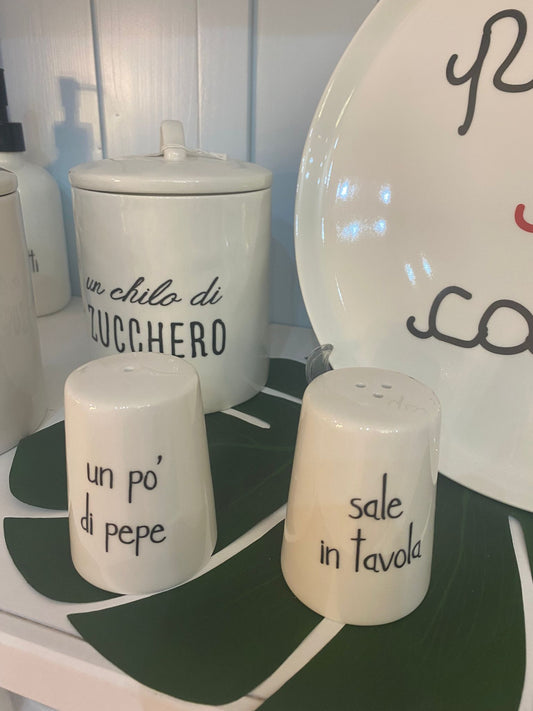 un chilo di
ZUCCHERO
un po'
di pepe
sale
in tavola